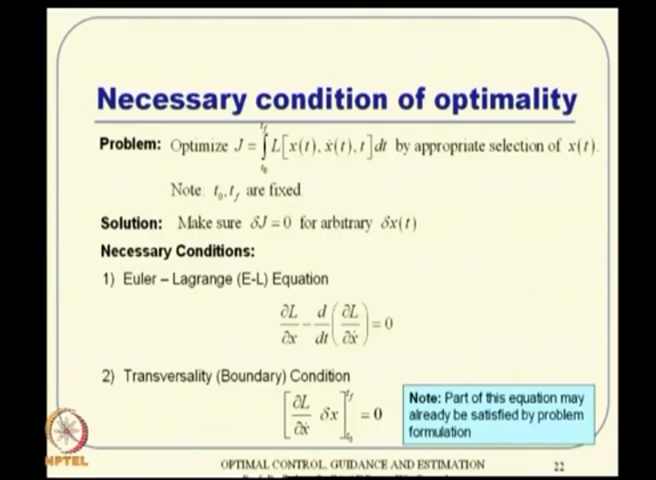 Necessary condition of optimality
Problem: Optimize J = ∫_{t_0}^{t_f} L[x(t), ẋ(t), t] dt by appropriate selection of x(t).
Note: t_0, t_f are fixed.
Solution: Make sure δJ = 0 for arbitrary δx(t)
Necessary Conditions:
1) Euler – Lagrange (E-L) Equation
∂L/∂x − d/dt (∂L/∂ẋ) = 0
2) Transversality (Boundary) Condition
[∂L/∂ẋ δx]_{t_0}^{t_f} = 0
Note: Part of this equation may
already be satisfied by problem
formulation
NPTEL
OPTIMAL CONTROL, GUIDANCE AND ESTIMATION
22